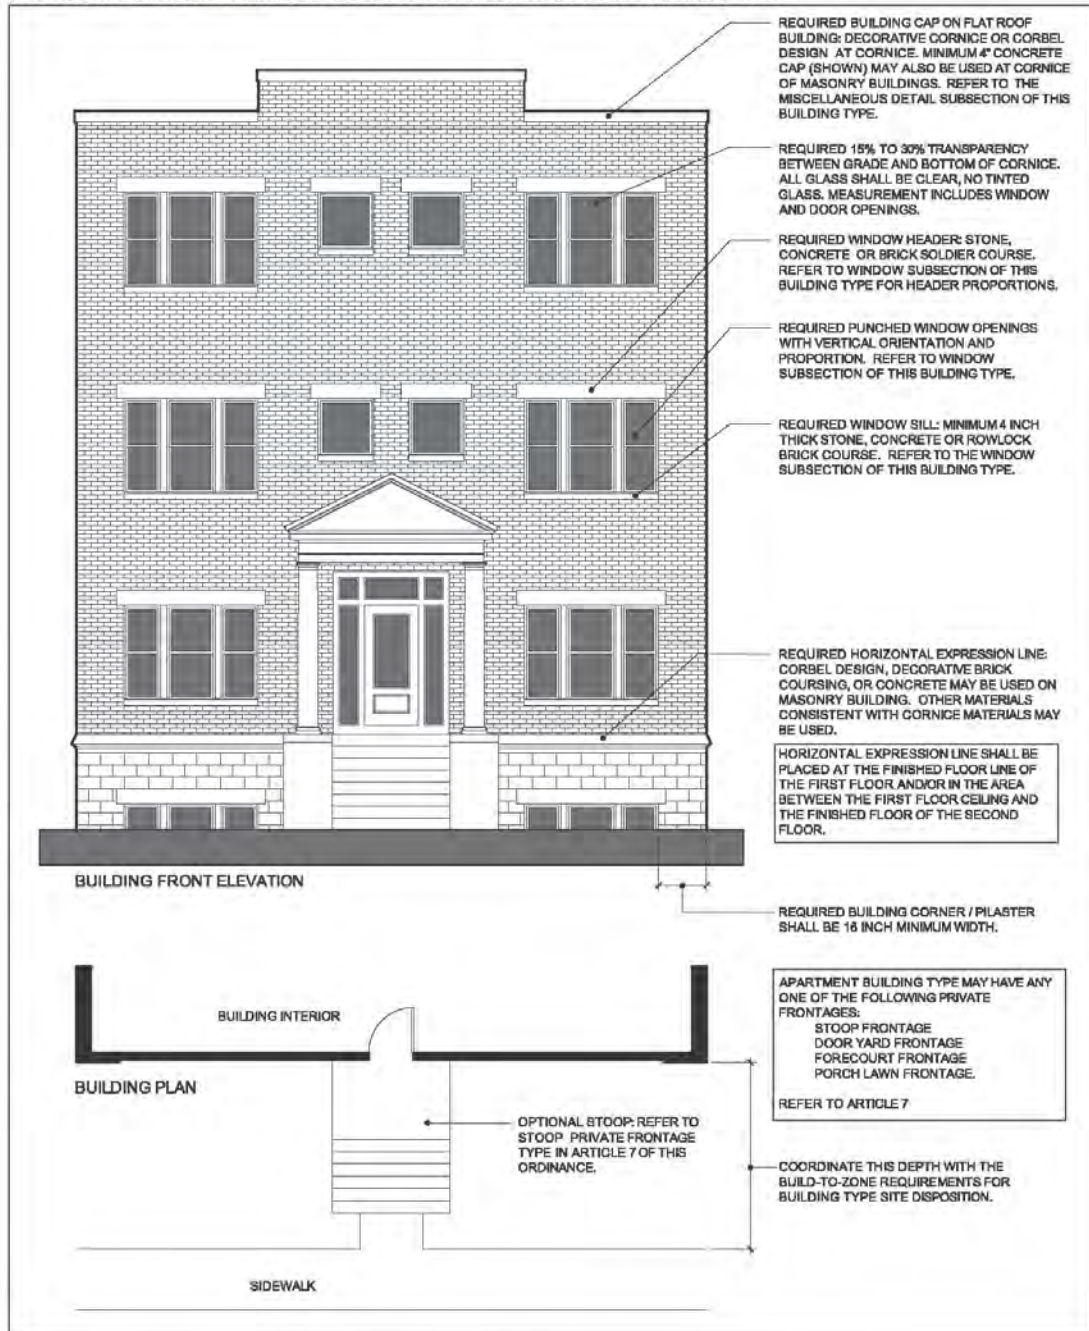 REQUIRED BUILDING CAP ON FLAT ROOF
BUILDING: DECORATIVE CORNICE OR CORBEL
DESIGN AT CORNICE. MINIMUM 4" CONCRETE
CAP (SHOWN) MAY ALSO BE USED AT CORNICE
OF MASONRY BUILDINGS. REFER TO THE
MISCELLANEOUS DETAIL SUBSECTION OF THIS
BUILDING TYPE.
REQUIRED 15% TO 30% TRANSPARENCY
BETWEEN GRADE AND BOTTOM OF CORNICE.
ALL GLASS SHALL BE CLEAR, NO TINTED
GLASS. MEASUREMENT INCLUDES WINDOW
AND DOOR OPENINGS.
REQUIRED WINDOW HEADER: STONE,
CONCRETE OR BRICK SOLDIER COURSE.
REFER TO WINDOW SUBSECTION OF THIS
BUILDING TYPE FOR HEADER PROPORTIONS.
REQUIRED PUNCHED WINDOW OPENINGS
WITH VERTICAL ORIENTATION AND
PROPORTION. REFER TO WINDOW
SUBSECTION OF THIS BUILDING TYPE.
REQUIRED WINDOW SILL: MINIMUM 4 INCH
THICK STONE, CONCRETE OR ROWLOCK
BRICK COURSE. REFER TO THE WINDOW
SUBSECTION OF THIS BUILDING TYPE.
REQUIRED HORIZONTAL EXPRESSION LINE:
CORBEL DESIGN, DECORATIVE BRICK
COURSING, OR CONCRETE MAY BE USED ON
MASONRY BUILDING. OTHER MATERIALS
CONSISTENT WITH CORNICE MATERIALS MAY
BE USED.
HORIZONTAL EXPRESSION LINE SHALL BE
PLACED AT THE FINISHED FLOOR LINE OF
THE FIRST FLOOR AND/OR IN THE AREA
BETWEEN THE FIRST FLOOR CEILING AND
THE FINISHED FLOOR OF THE SECOND
FLOOR.
BUILDING FRONT ELEVATION
REQUIRED BUILDING CORNER / PILASTER
SHALL BE 16 INCH MINIMUM WIDTH.
APARTMENT BUILDING TYPE MAY HAVE ANY
ONE OF THE FOLLOWING PRIVATE
FRONTAGES:
STOOP FRONTAGE
DOOR YARD FRONTAGE
FORECOURT FRONTAGE
PORCH LAWN FRONTAGE.
REFER TO ARTICLE 7
BUILDING INTERIOR
BUILDING PLAN
OPTIONAL STOOP: REFER TO
STOOP PRIVATE FRONTAGE
TYPE IN ARTICLE 7 OF THIS
ORDINANCE.
COORDINATE THIS DEPTH WITH THE
BUILD-TO-ZONE REQUIREMENTS FOR
BUILDING TYPE SITE DISPOSITION.
SIDEWALK